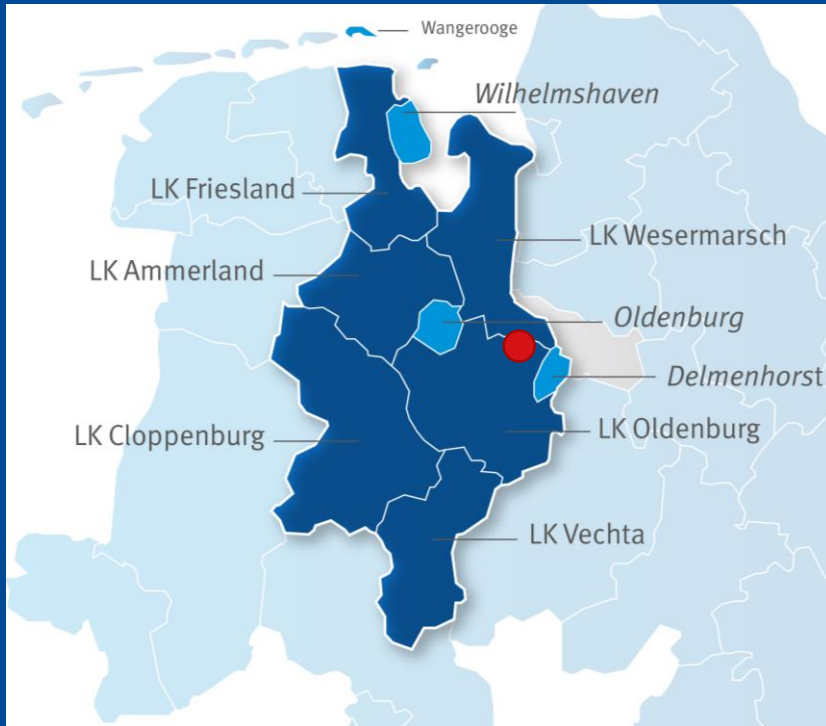 Wangerooge
Wilhelmshaven
LK Friesland
LK Wesermarsch
LK Ammerland
Oldenburg
Delmenhorst
LK Cloppenburg
LK Oldenburg
LK Vechta